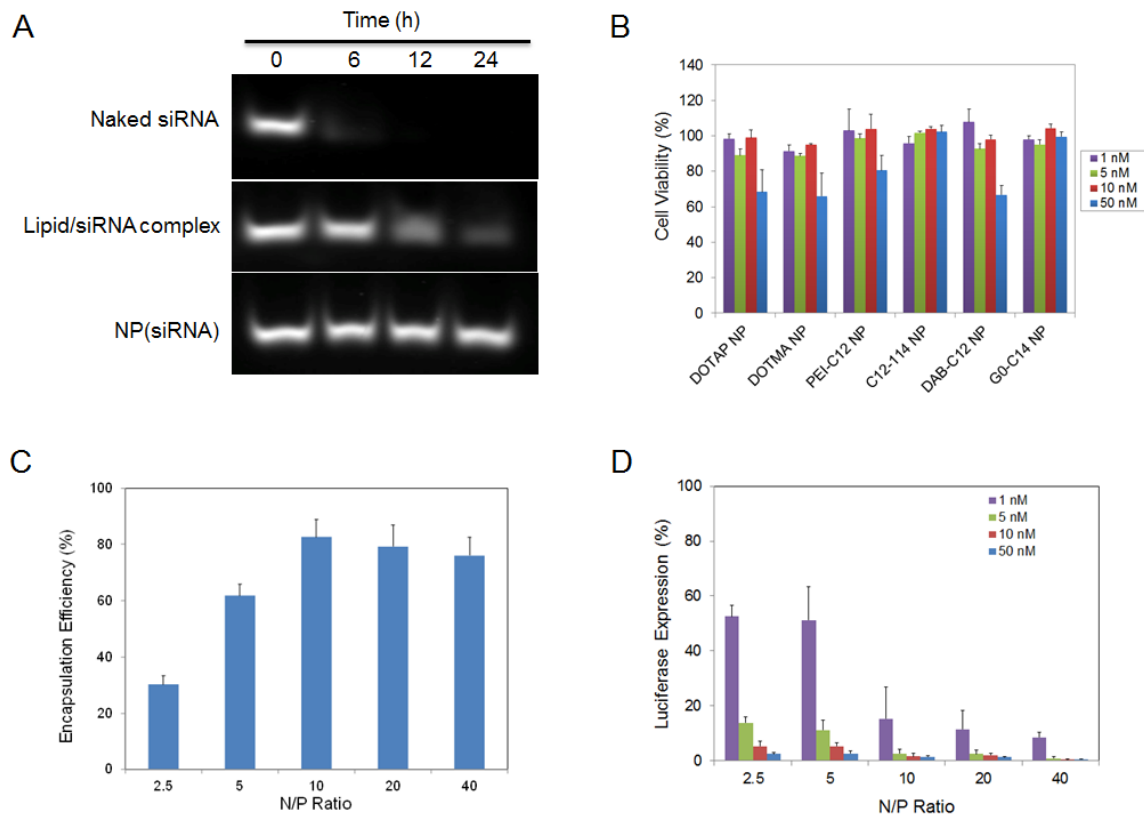 A
Time (h)
0 6 12 24
Naked siRNA
Lipid/siRNA complex
NP(siRNA)
B
140
120
100
80
60
40
20
0
Cell Viability (%)
DOTAP NP
DOTMA NP
PEI-C12 NP
C12-114 NP
DAB-C12 NP
G0-C14 NP
1 nM
5 nM
10 nM
50 nM
C
100
80
60
40
20
0
Encapsulation Efficiency (%)
2.5 5 10 20 40
N/P Ratio
D
100
80
60
40
20
0
Luciferase Expression (%)
1 nM
5 nM
10 nM
50 nM
2.5 5 10 20 40
N/P Ratio